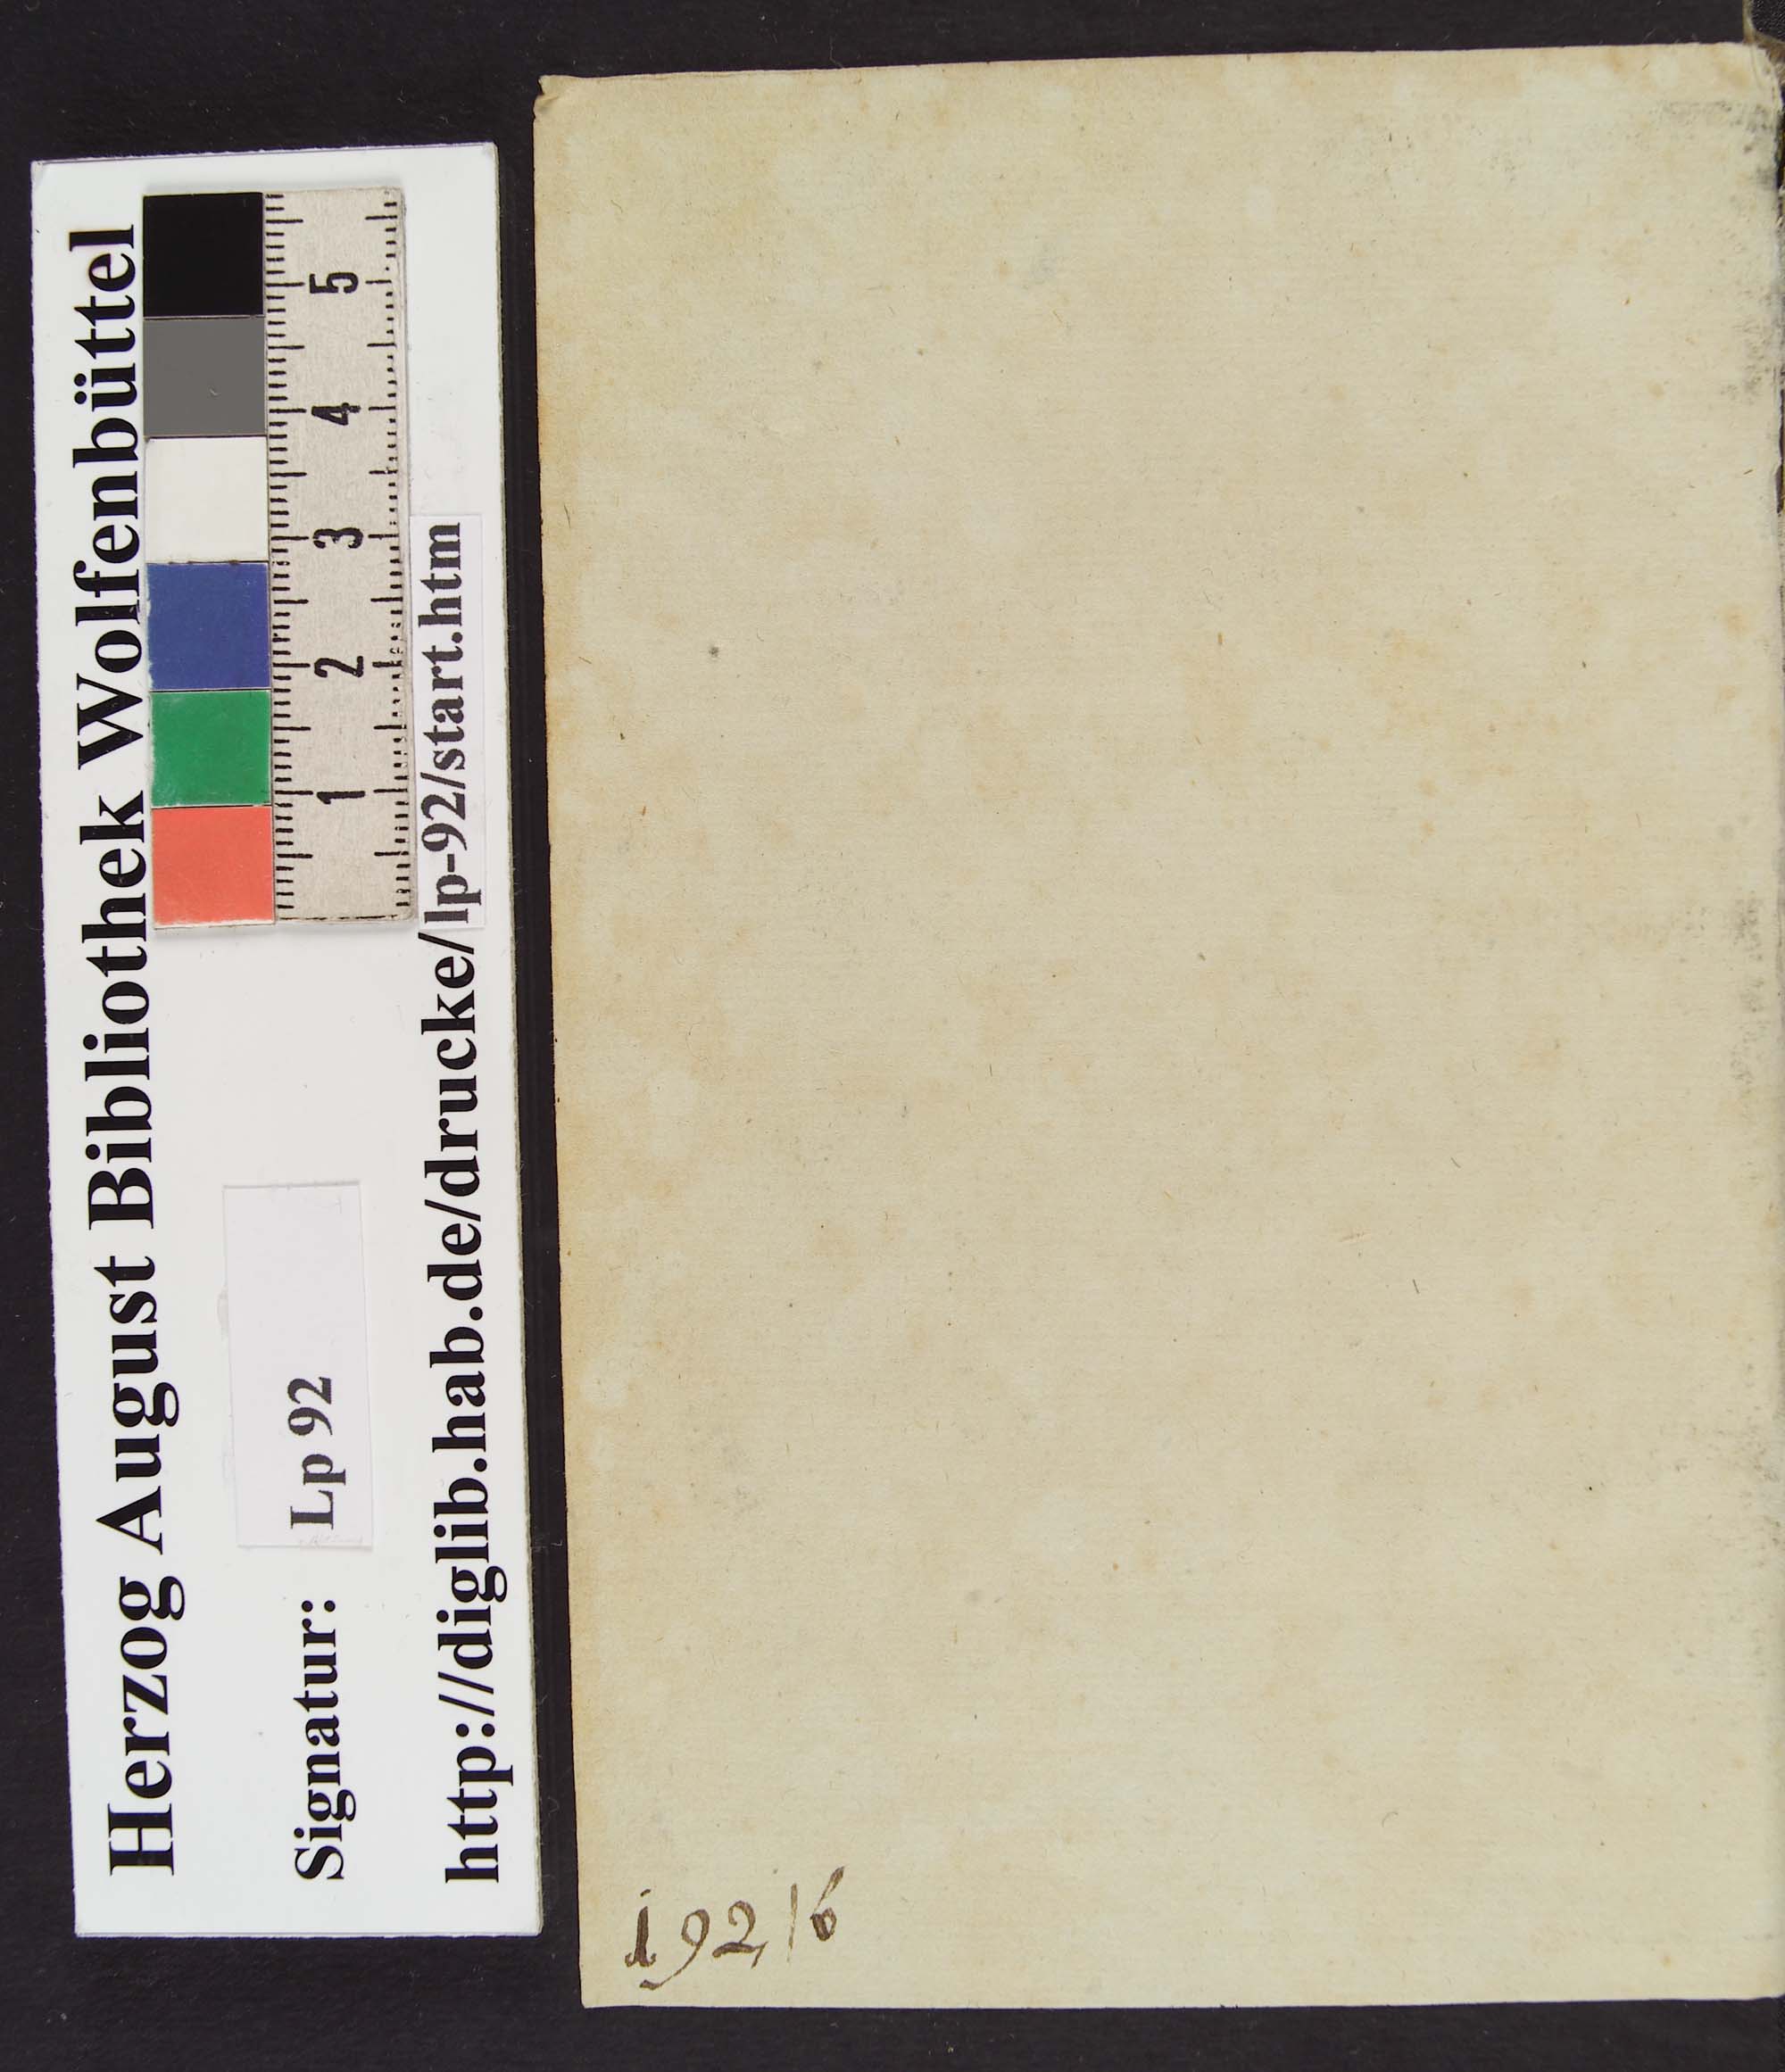 Herzog August Bibliothek Wolfenbüttel
5 4 3 2 1
Signatur: Lp 92
http://diglib.hab.de/drucke/lp-92/start.htm
192,16